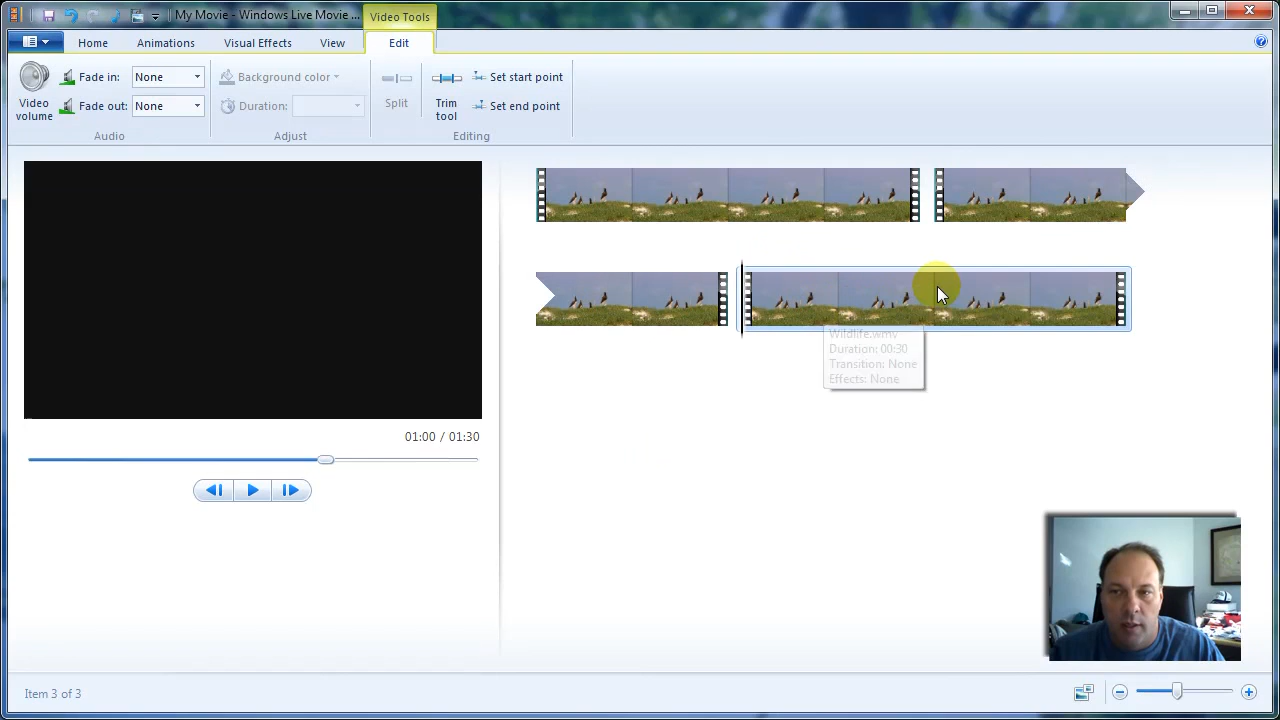 My Movie - Windows Live Movie ...
Video Tools
Home
Animations
Visual Effects
View
Edit
Video volume
Fade in:
None
Fade out:
None
Audio
Background color
Duration:
Adjust
Split
Trim tool
Set start point
Set end point
Editing
Wildlife.wmv
Duration: 00:30
Transition: None
Effects: None
01:00 / 01:30
Item 3 of 3